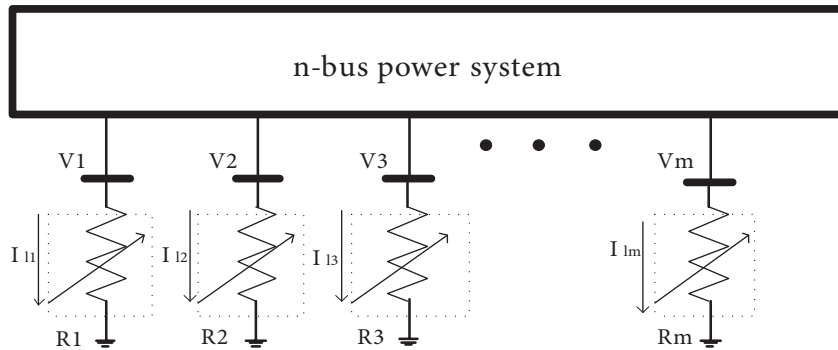 n-bus power system
V1 V2 V3 Vm
I l1 I l2 I l3 I lm
R1 R2 R3 Rm